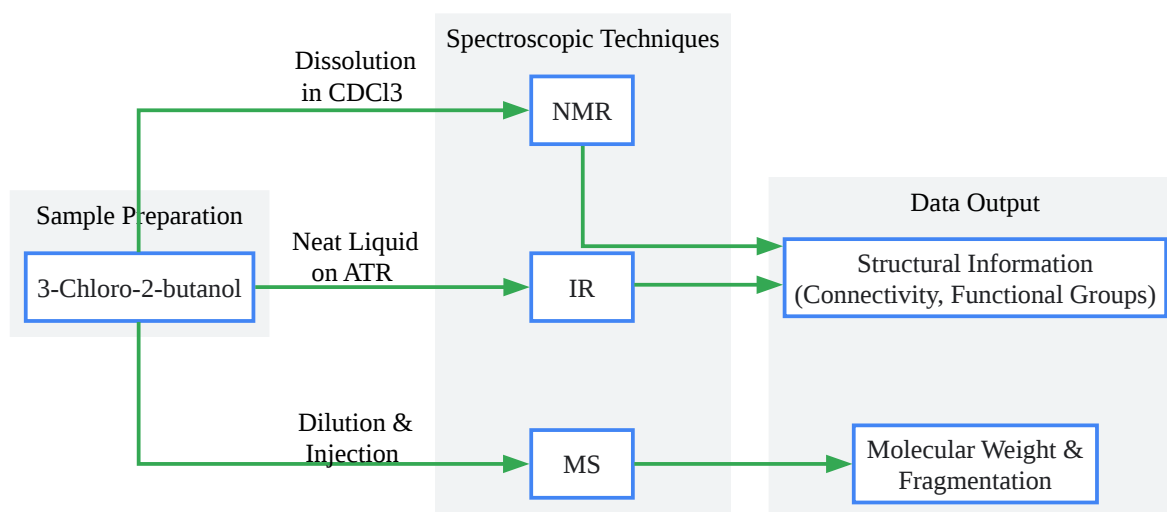 Spectroscopic Techniques
Dissolution
in CDCl3
NMR
Sample Preparation
Data Output
Neat Liquid
on ATR
3-Chloro-2-butanol
IR
Structural Information
(Connectivity, Functional Groups)
Dilution &
Injection
MS
Molecular Weight &
Fragmentation